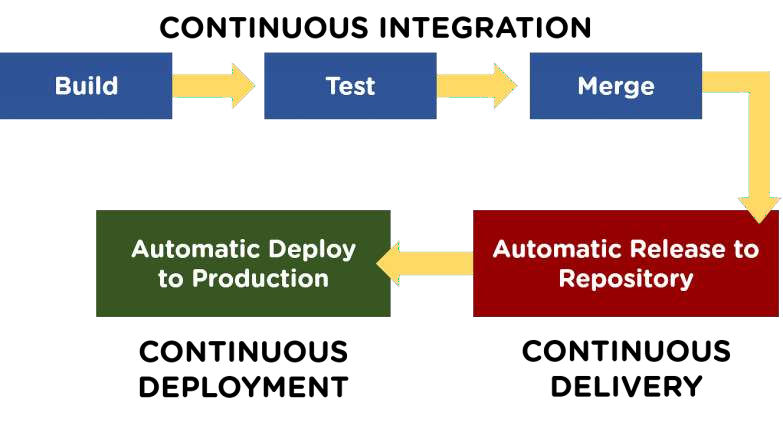 CONTINUOUS INTEGRATION
Build
Test
Merge
Automatic Deploy
to Production
Automatic Release to
Repository
CONTINUOUS
DEPLOYMENT
CONTINUOUS
DELIVERY